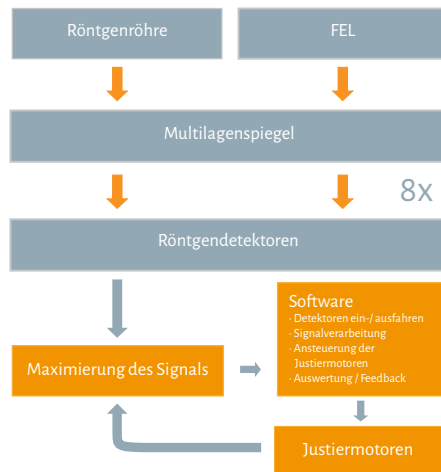 Röntgenröhre
FEL
Multilagenspiegel
8x
Röntgendetektoren
Software
· Detektoren ein-/ ausfahren
· Signalverarbeitung
· Ansteuerung der
Justiermotoren
· Auswertung / Feedback
Maximierung des Signals
Justiermotoren